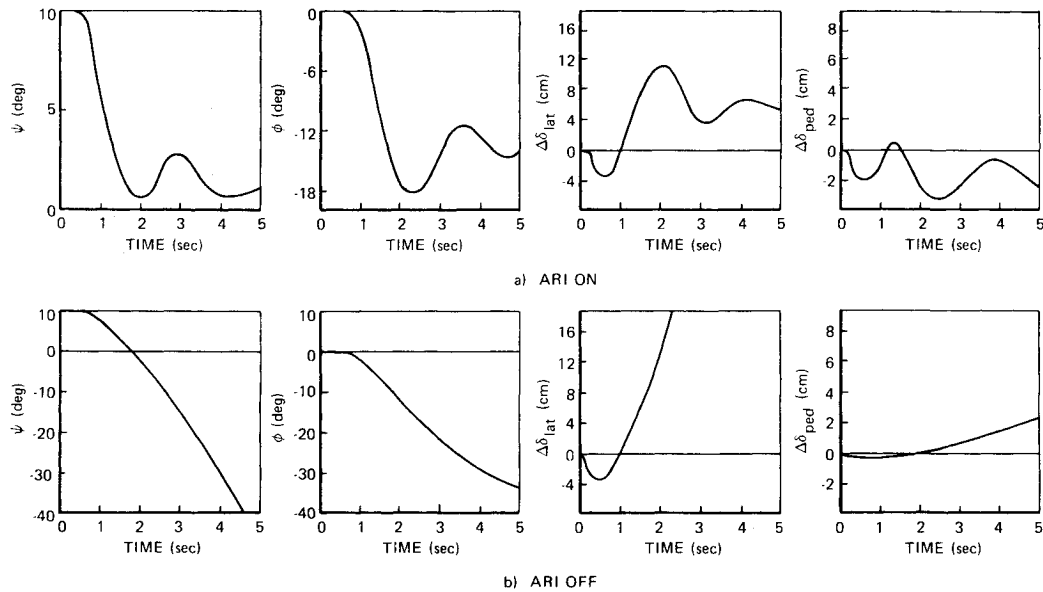 ψ (deg)
10
5
0
0 1 2 3 4 5
TIME (sec)
ϕ (deg)
0
-6
-12
-18
0 1 2 3 4 5
TIME (sec)
Δδlat (cm)
16
12
8
4
0
-4
0 1 2 3 4 5
TIME (sec)
Δδped (cm)
8
6
4
2
0
-2
0 1 2 3 4 5
TIME (sec)
a) ARI ON
ψ (deg)
10
0
-10
-20
-30
-40
0 1 2 3 4 5
TIME (sec)
ϕ (deg)
10
0
-10
-20
-30
-40
0 1 2 3 4 5
TIME (sec)
Δδlat (cm)
16
12
8
4
0
-4
0 1 2 3 4 5
TIME (sec)
Δδped (cm)
8
6
4
2
0
-2
0 1 2 3 4 5
TIME (sec)
b) ARI OFF